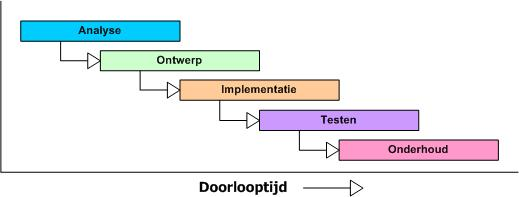 Analyse
Ontwerp
Implementatie
Testen
Onderhoud
Doorlooptijd